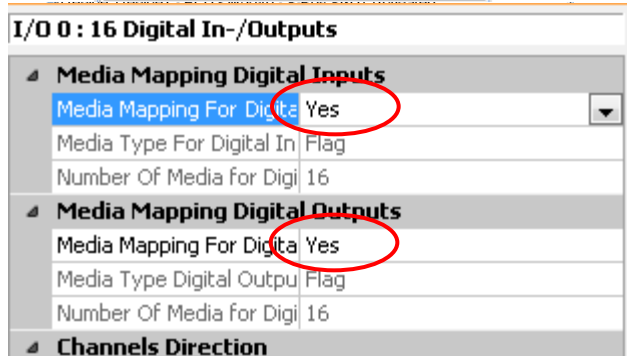 I/O 0 : 16 Digital In-/Outputs
Media Mapping Digital Inputs
Media Mapping For Digita Yes
Media Type For Digital In Flag
Number Of Media for Digi 16
Media Mapping Digital Outputs
Media Mapping For Digita Yes
Media Type Digital Outpu Flag
Number Of Media for Digi 16
Channels Direction